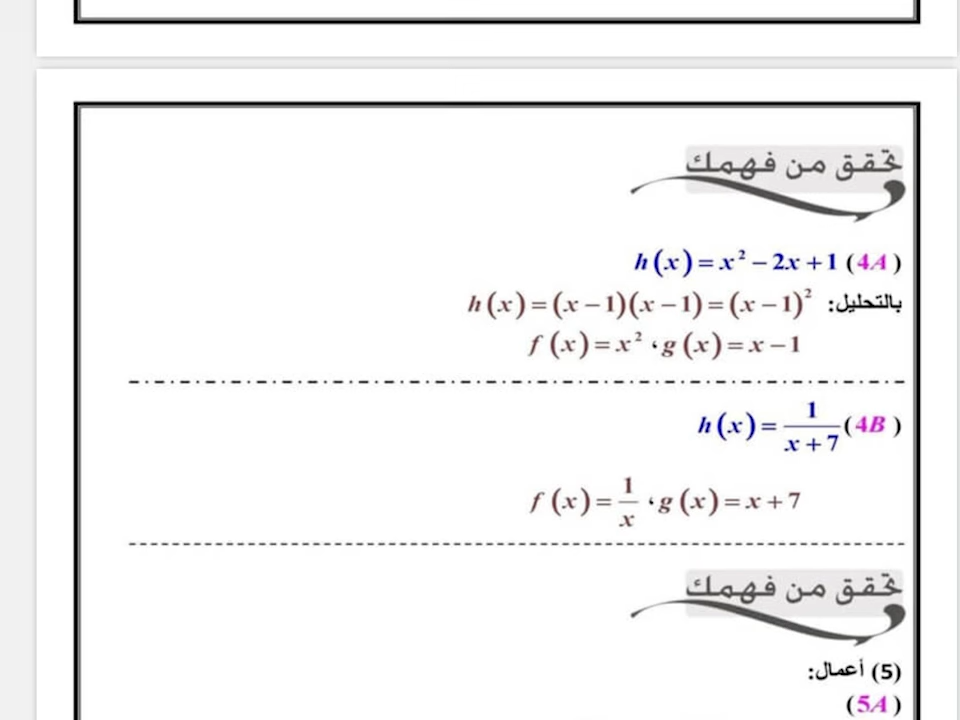 تحقق من فهمك
(4A) h(x) = x² − 2x + 1
بالتحليل: h(x) = (x − 1)(x − 1) = (x − 1)²
f(x) = x² ، g(x) = x − 1
(4B) h(x) = 1/(x + 7)
f(x) = 1/x ، g(x) = x + 7
تحقق من فهمك
(5) أعمال:
(5A)